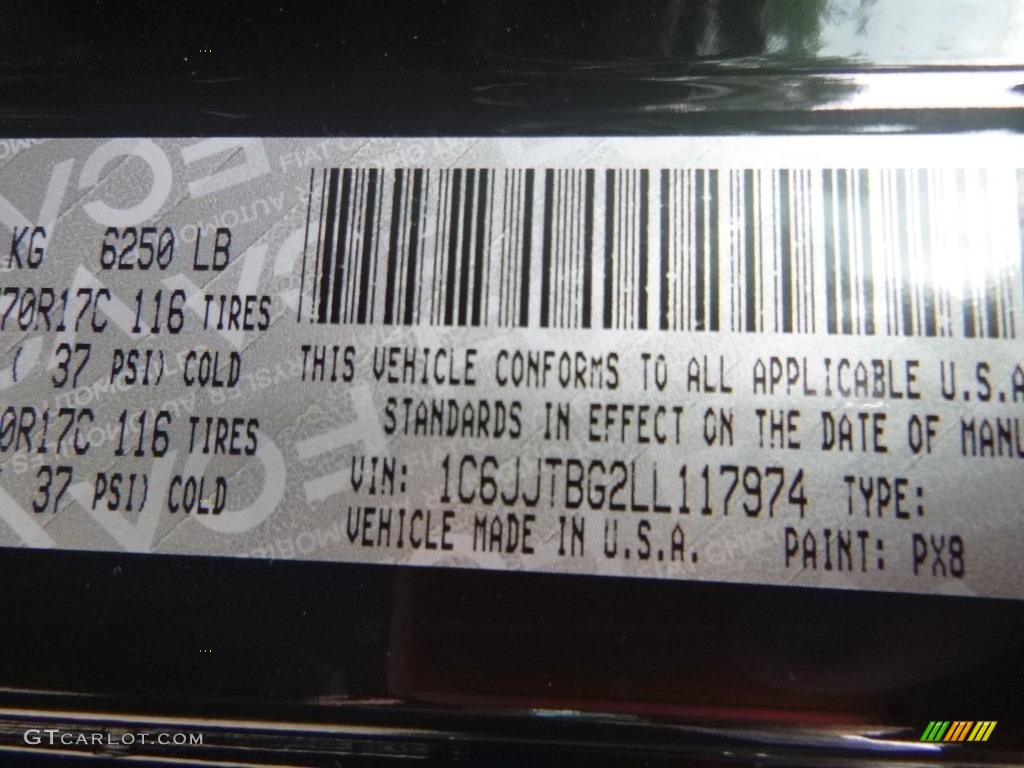 KG 6250 LB
70R17C 116 TIRES
( 37 PSI) COLD
0R17C 116 TIRES
37 PSI) COLD
THIS VEHICLE CONFORMS TO ALL APPLICABLE U.S.A
STANDARDS IN EFFECT ON THE DATE OF MANU
VIN: 1C6JJTBG2LL117974 TYPE:
VEHICLE MADE IN U.S.A. PAINT: PX8
GTCARLOT.COM